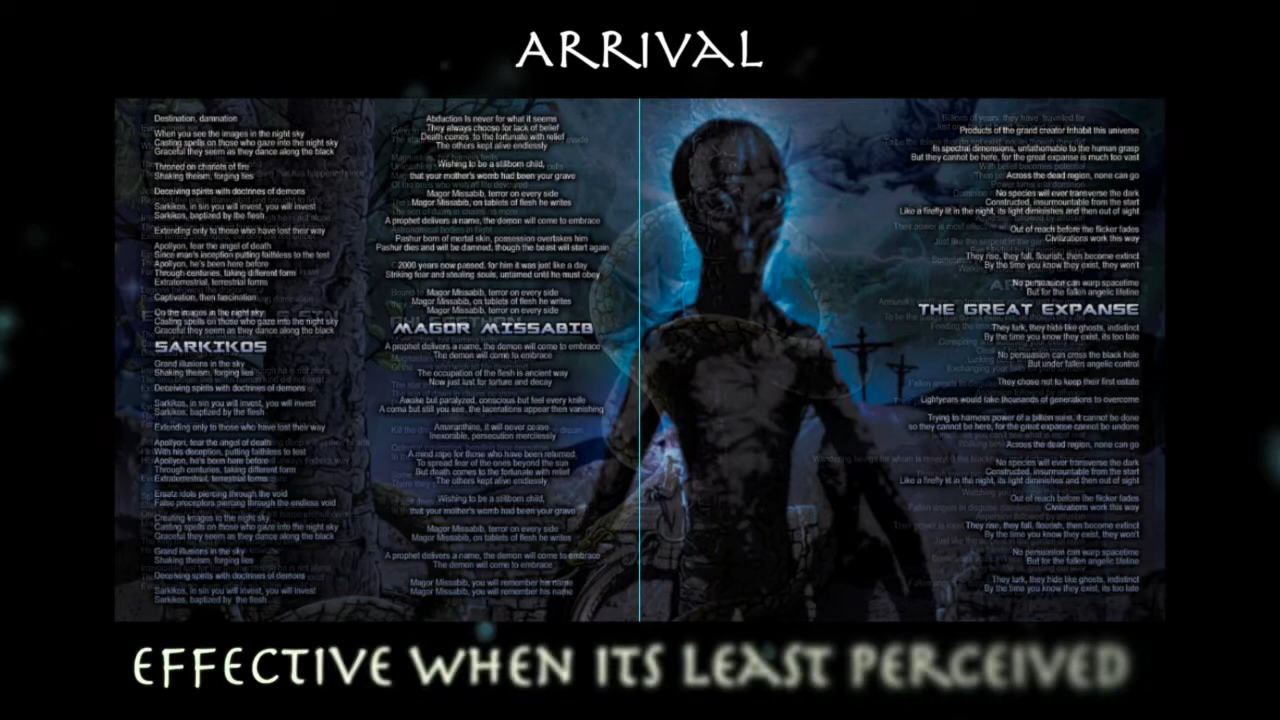 ARRIVAL
Destination, damnation
When you see the images in the night sky
Casting spells on those who gaze into the night sky
Graceful they seem as they dance along the black
Throned on chariots of fire
Shaking theism, forging lies
Deceiving spirits with doctrines of demons
Sarkikos, in sin you will invest, you will invest
Sarkikos, baptized by the flesh
Extending only to those who have lost their way
Apollyon, fear the angel of death
Since man's inception putting faithless to the test
Apollyon, he's been here before
Through centuries, taking different form
Extraterrestrial, terrestrial forms
Captivation, then fascination
On the images in the night sky
Casting spells on those who gaze into the night sky
Graceful they seem as they dance along the black
SARKIKOS
Grand illusions in the sky
Shaking theism, forging lies
Deceiving spirits with doctrines of demons
Sarkikos, in sin you will invest, you will invest
Sarkikos, baptized by the flesh
Extending only to those who have lost their way
Apollyon, fear the angel of death
With his deception, putting faithless to test
Apollyon, he's been here before
Through centuries, taking different form
Extraterrestrial, terrestrial forms
Ersatz idols piercing through the void
False preceptors piercing through the endless void
Creating images in the night sky
Casting spells on those who gaze into the night sky
Graceful they seem as they dance along the black
Grand illusions in the sky
Shaking theism, forging lies
Deceiving spirits with doctrines of demons
Sarkikos, in sin you will invest, you will invest
Sarkikos, baptized by the flesh
Abduction Is never for what it seems
They always choose for lack of belief
Death comes to the fortunate with relief
The others kept alive endlessly
Wishing to be a stillborn child,
that your mother's womb had been your grave
Magor Missabib, terror on every side
Magor Missabib, on tablets of flesh he writes
A prophet delivers a name, the demon will come to embrace
Pashur born of mortal skin, possession overtakes him
Pashur dies and will be damned, though the beast will start again
2000 years now passed, for him it was just like a day
Striking fear and stealing souls, untamed until he must obey
Magor Missabib, terror on every side
Magor Missabib, on tablets of flesh he writes
Magor Missabib, terror on every side
MAGOR MISSABIB
A prophet delivers a name, the demon will come to embrace
The demon will come to embrace
The occupation of the flesh is ancient way
Now just lust for torture and decay
Awake but paralyzed, conscious but feel every knife
A coma but still you see, the lacerations appear then vanishing
Amaranthine, it will never cease
Inexorable, persecution mercilessly
A mind rape for those who have been returned
To spread fear of the ones beyond the sun
But death comes to the fortunate with relief
The others kept alive endlessly
Wishing to be a stillborn child,
that your mother's womb had been your grave
Magor Missabib, terror on every side
Magor Missabib, on tablets of flesh he writes
A prophet delivers a name, the demon will come to embrace
The demon will come to embrace
Magor Missabib, you will remember his name
Magor Missabib, you will remember his name
Products of the grand creator Inhabit this universe
In spectral dimensions, unfathomable to the human grasp
But they cannot be here, for the great expanse is much too vast
Across the dead region, none can go
No species will ever transverse the dark
Constructed, insurmountable from the start
Like a firefly lit in the night, its light diminishes and then out of sight
Out of reach before the flicker fades
Civilizations work this way
They rise, they fall, flourish, then become extinct
By the time you know they exist, they won't
No persuasion can warp spacetime
But for the fallen angelic lifeline
THE GREAT EXPANSE
They lurk, they hide like ghosts, indistinct
By the time you know they exist, its too late
No persuasion can cross the black hole
But under fallen angelic control
They chose not to keep their first estate
Lightyears would take thousands of generations to overcome
Trying to harness power of a billion suns, it cannot be done
so they cannot be here, for the great expanse cannot be undone
Across the dead region, none can go
No species will ever transverse the dark
Constructed, insurmountable from the start
Like a firefly lit in the night, its light diminishes and then out of sight
Out of reach before the flicker fades
Civilizations work this way
They rise, they fall, flourish, then become extinct
By the time you know they exist, they won't
No persuasion can warp spacetime
But for the fallen angelic lifeline
They lurk, they hide like ghosts, indistinct
By the time you know they exist, its too late
EFFECTIVE WHEN ITS LEAST PERCEIVED